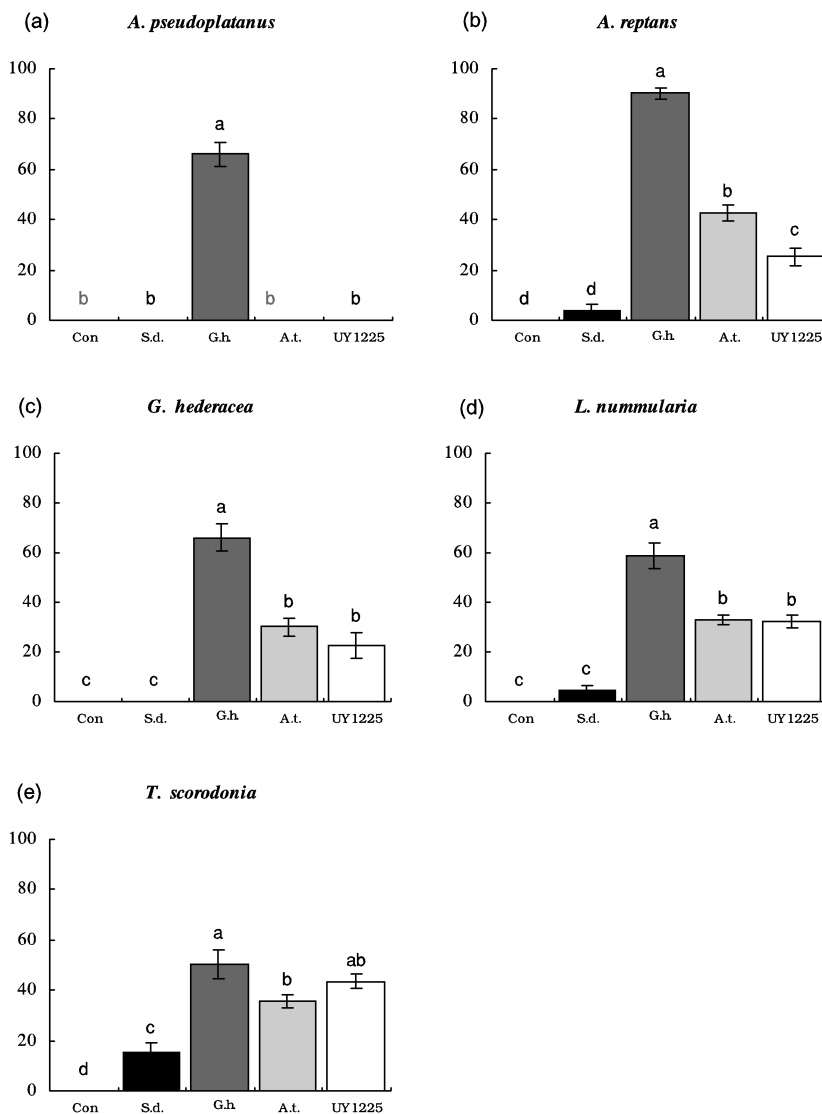 (a) A. pseudoplatanus
100
80
60
40
20
0
a
b b b b
Con S.d. G.h. A.t. UY1225
(b) A. reptans
100
80
60
40
20
0
a
b
c
d
d
Con S.d. G.h. A.t. UY1225
(c) G. hederacea
100
80
60
40
20
0
a
b
b
c c
Con S.d. G.h. A.t. UY1225
(d) L. nummularia
100
80
60
40
20
0
a
b b
c
c
Con S.d. G.h. A.t. UY1225
(e) T. scorodonia
100
80
60
40
20
0
a
ab
b
c
d
Con S.d. G.h. A.t. UY1225